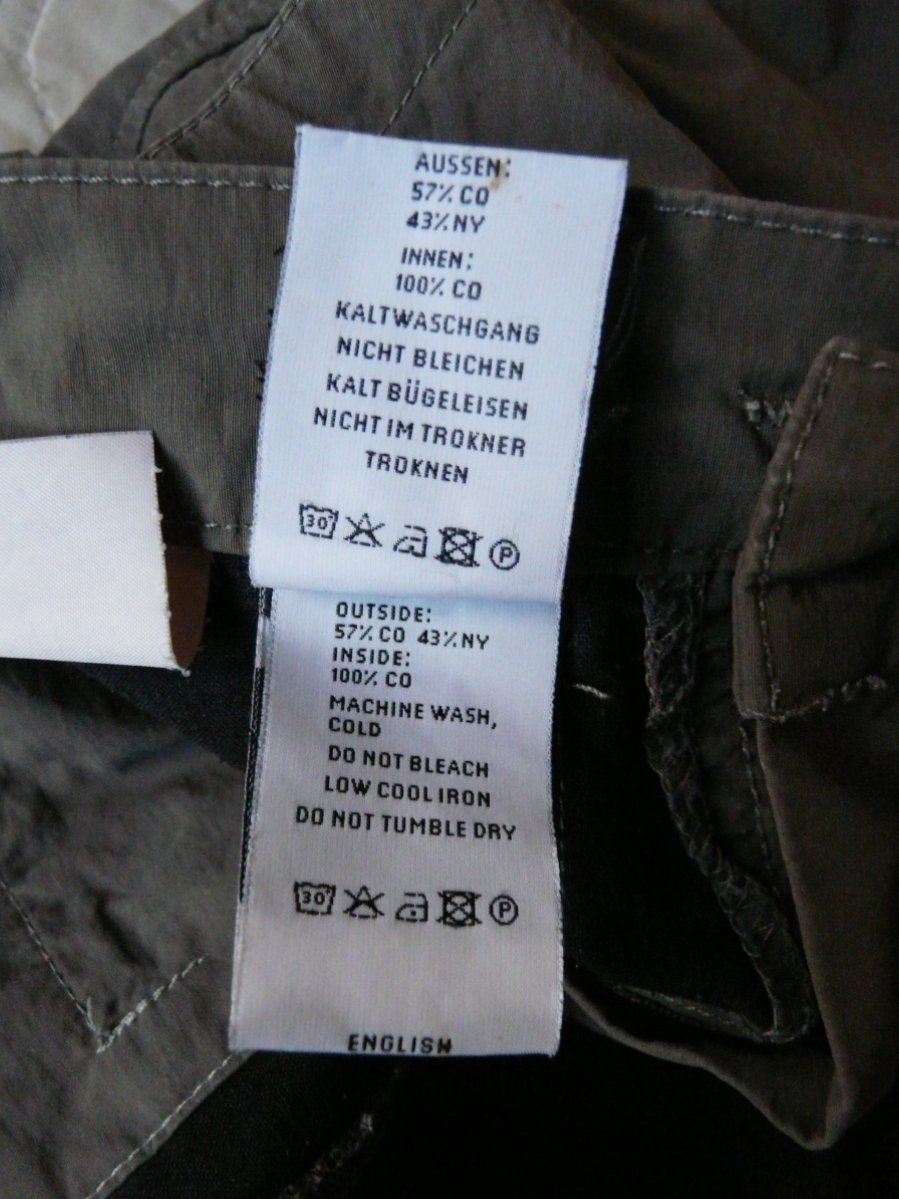 AUSSEN:
57% CO
43% NY
INNEN:
100% CO
KALTWASCHGANG
NICHT BLEICHEN
KALT BÜGELEISEN
NICHT IM TROKNER
TROKNEN
30°
P
OUTSIDE:
57% CO 43% NY
INSIDE:
100% CO
MACHINE WASH,
COLD
DO NOT BLEACH
LOW COOL IRON
DO NOT TUMBLE DRY
30°
P
ENGLISH